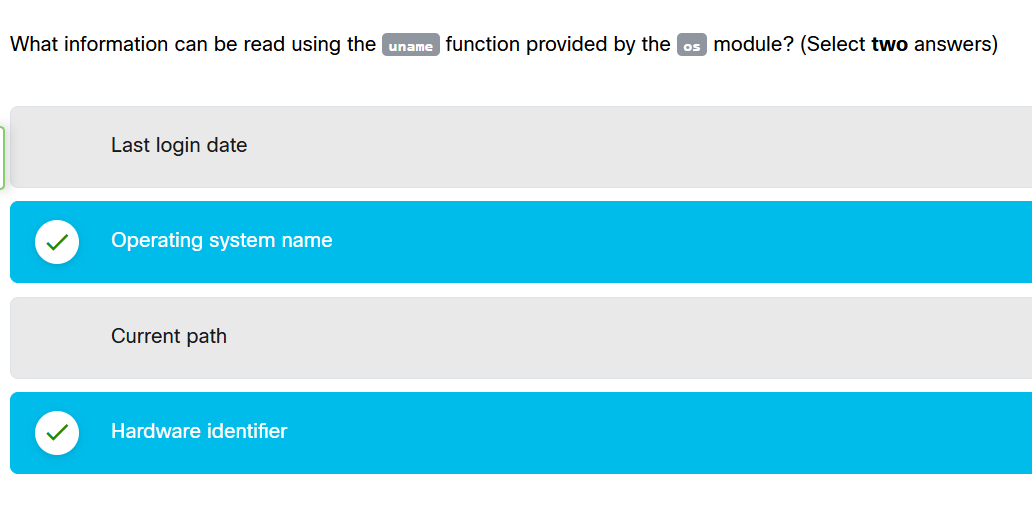 What information can be read using the uname function provided by the os module? (Select two answers)
Last login date
Operating system name
Current path
Hardware identifier